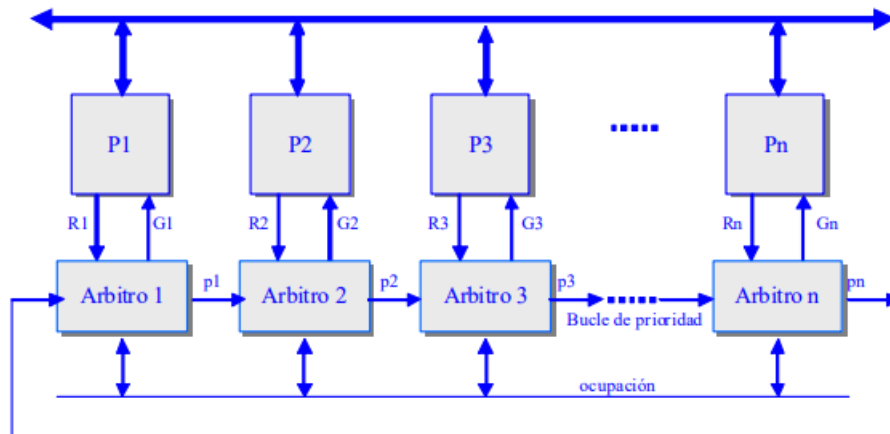 P1 P2 P3 Pn
R1 G1 R2 G2 R3 G3 Rn Gn
Arbitro 1 p1 Arbitro 2 p2 Arbitro 3 p3 Arbitro n pn
Bucle de prioridad
ocupación